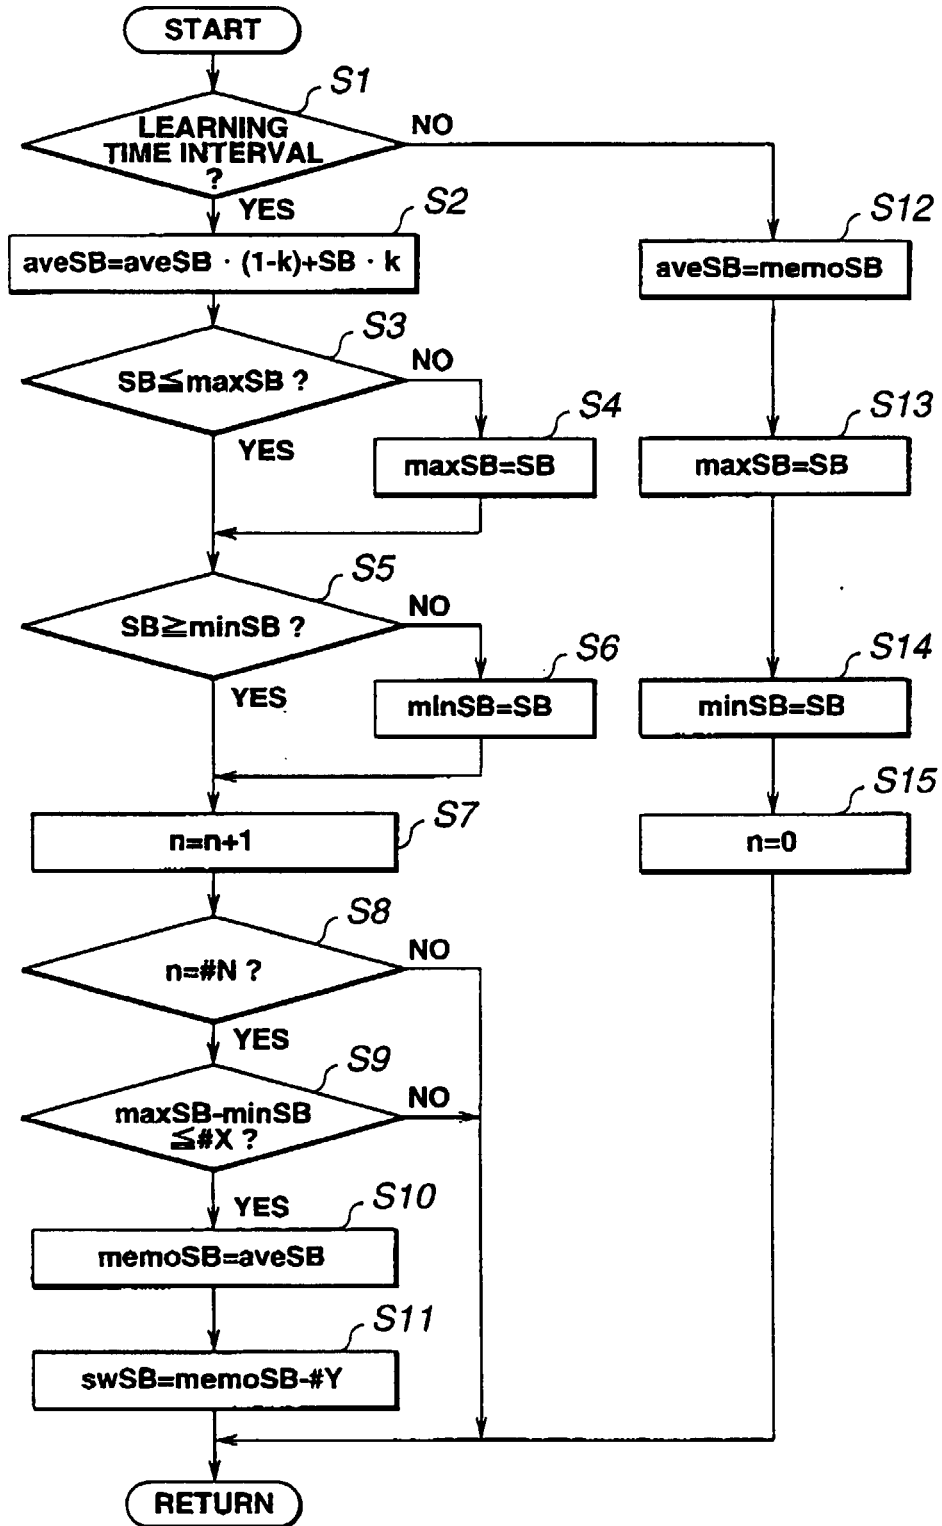 START
S1
LEARNING
TIME INTERVAL
?
NO
YES
S2
aveSB=aveSB · (1-k)+SB · k
S12
aveSB=memoSB
S3
SB≦maxSB ?
NO
YES
S4
maxSB=SB
S13
maxSB=SB
S5
SB≧minSB ?
NO
YES
S6
minSB=SB
S14
minSB=SB
S7
n=n+1
S15
n=0
S8
n=#N ?
NO
YES
S9
maxSB-minSB
≦#X ?
NO
YES
S10
memoSB=aveSB
S11
swSB=memoSB-#Y
RETURN